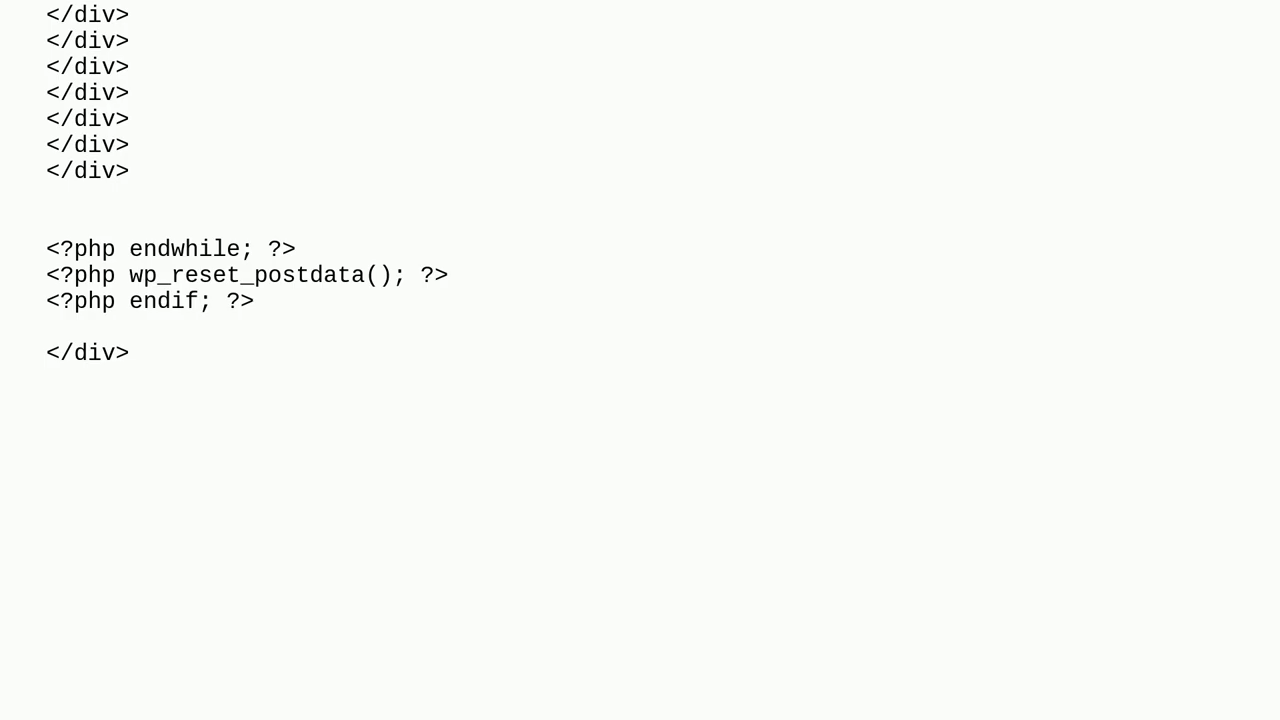 </div>
</div>
</div>
</div>
</div>
</div>
</div>
<?php endwhile; ?>
<?php wp_reset_postdata(); ?>
<?php endif; ?>
</div>